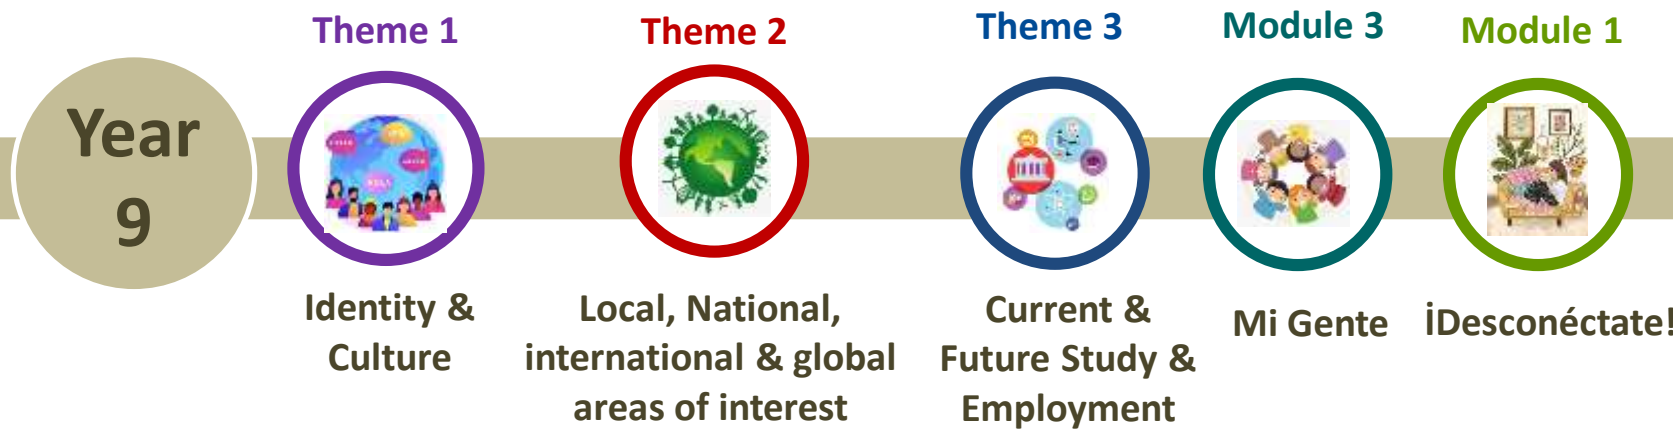 Year
9
Theme 1
Identity &
Culture
Theme 2
Local, National,
international & global
areas of interest
Theme 3
Current &
Future Study &
Employment
Module 3
Mi Gente
Module 1
¡Desconéctate!